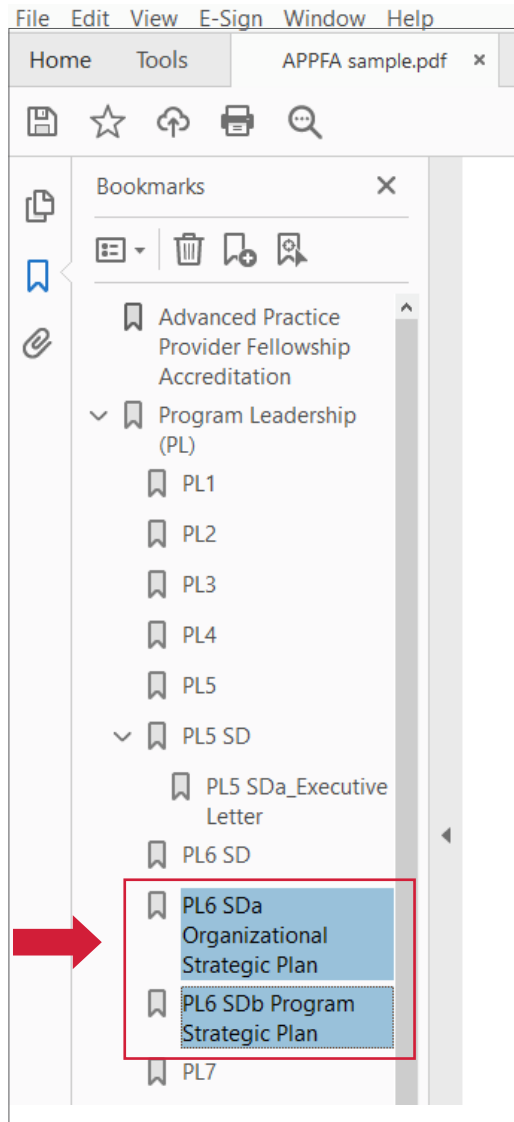 File Edit View E-Sign Window Help
Home Tools APPFA sample.pdf ×
Bookmarks
Advanced Practice
Provider Fellowship
Accreditation
Program Leadership
(PL)
PL1
PL2
PL3
PL4
PL5
PL5 SD
PL5 SDa_Executive
Letter
PL6 SD
PL6 SDa
Organizational
Strategic Plan
PL6 SDb Program
Strategic Plan
PL7